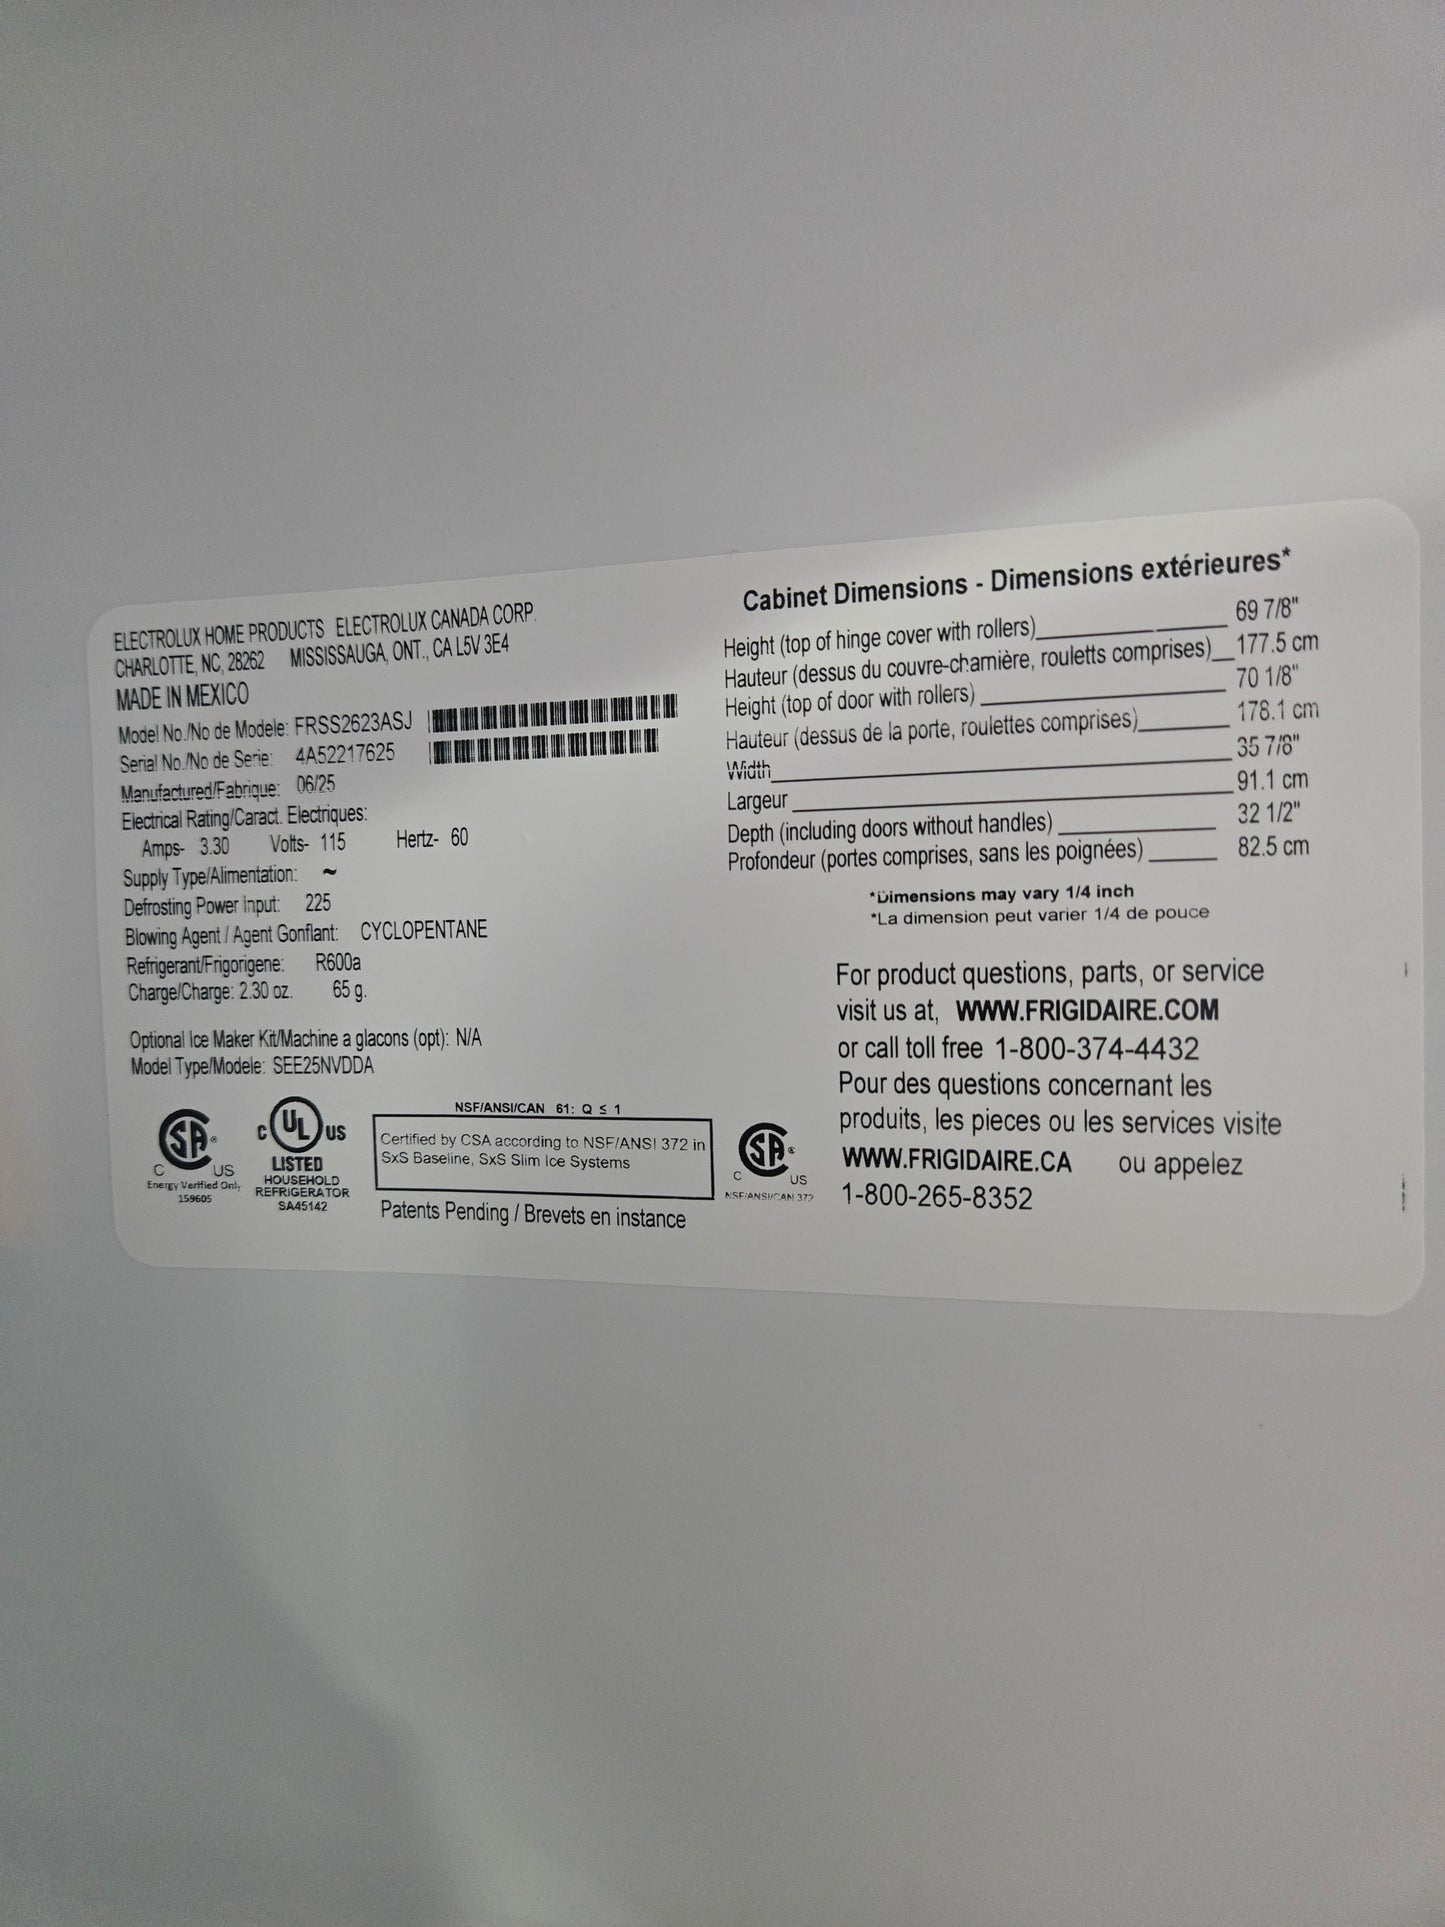 ELECTROLUX HOME PRODUCTS ELECTROLUX CANADA CORP.
CHARLOTTE, NC, 28262 MISSISSAUGA, ONT., CA L5V 3E4
MADE IN MEXICO
Model No./No de Modele: FRSS2623ASJ
Serial No./No de Serie: 4A52217625
Manufactured/Fabrique: 06/25
Electrical Rating/Caract. Electriques:
Amps- 3.30 Volts- 115 Hertz- 60
Supply Type/Alimentation: ~
Defrosting Power Input: 225
Blowing Agent / Agent Gonflant: CYCLOPENTANE
Refrigerant/Frigorigene: R600a
Charge/Charge: 2.30 oz. 65 g.
Optional Ice Maker Kit/Machine a glacons (opt): N/A
Model Type/Modele: SEE25NVDDA
SA ® C US
Energy Verified Only
159605
C UL US
LISTED
HOUSEHOLD
REFRIGERATOR
SA45142
NSF/ANSI/CAN 61: Q ≤ 1
Certified by CSA according to NSF/ANSI 372 in
SxS Baseline, SxS Slim Ice Systems
Patents Pending / Brevets en instance
SA ® C US
NSF/ANSI/CAN 372
Cabinet Dimensions - Dimensions extérieures*
Height (top of hinge cover with rollers)_____ 69 7/8"
Hauteur (dessus du couvre-charnière, rouletts comprises)__177.5 cm
Height (top of door with rollers) _____ 70 1/8"
Hauteur (dessus de la porte, roulettes comprises)_____ 178.1 cm
Width_____ 35 7/8"
Largeur _____ 91.1 cm
Depth (including doors without handles) _____ 32 1/2"
Profondeur (portes comprises, sans les poignées) _____ 82.5 cm
*Dimensions may vary 1/4 inch
*La dimension peut varier 1/4 de pouce
For product questions, parts, or service
visit us at, WWW.FRIGIDAIRE.COM
or call toll free 1-800-374-4432
Pour des questions concernant les
produits, les pieces ou les services visite
WWW.FRIGIDAIRE.CA ou appelez
1-800-265-8352